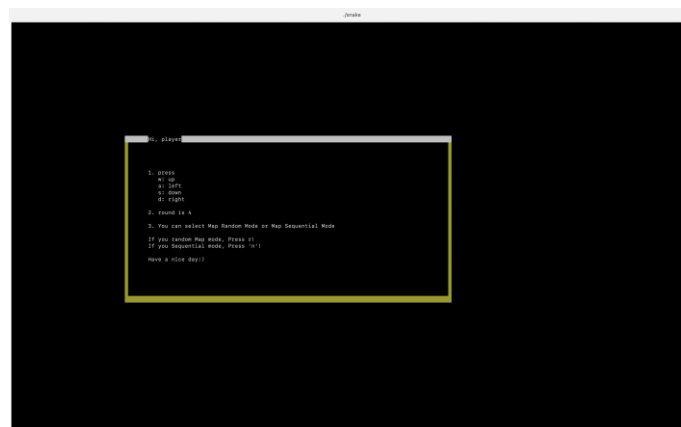 ./snake
Hi, player
1. press
w: up
a: left
s: down
d: right
2. round is 4
3. You can select Map Random Mode or Map Sequential Mode
If you random Map mode, Press r!
If you Sequential mode, Press 'n'!
Have a nice day:)